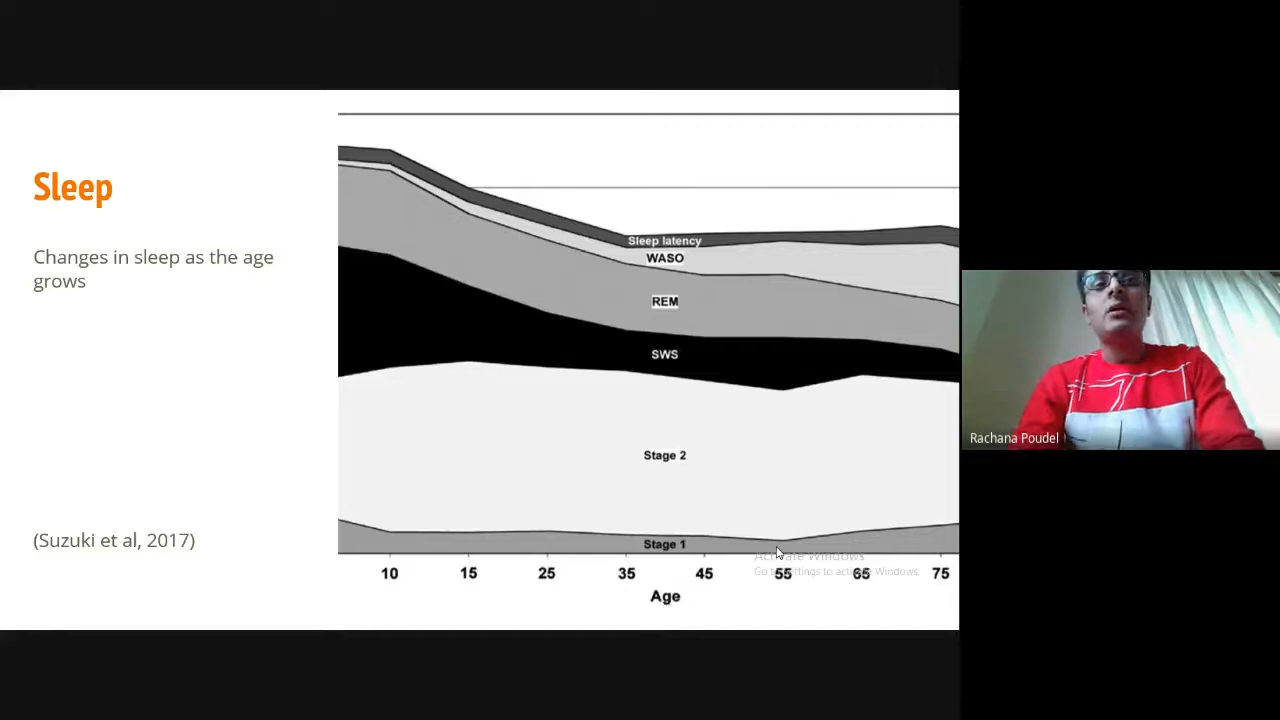 Sleep
Changes in sleep as the age
grows
(Suzuki et al, 2017)
Sleep latency
WASO
REM
SWS
Stage 2
Stage 1
10 15 25 35 45 55 65 75
Age
Activate Windows
Go to Settings to activate Windows.
Rachana Poudel